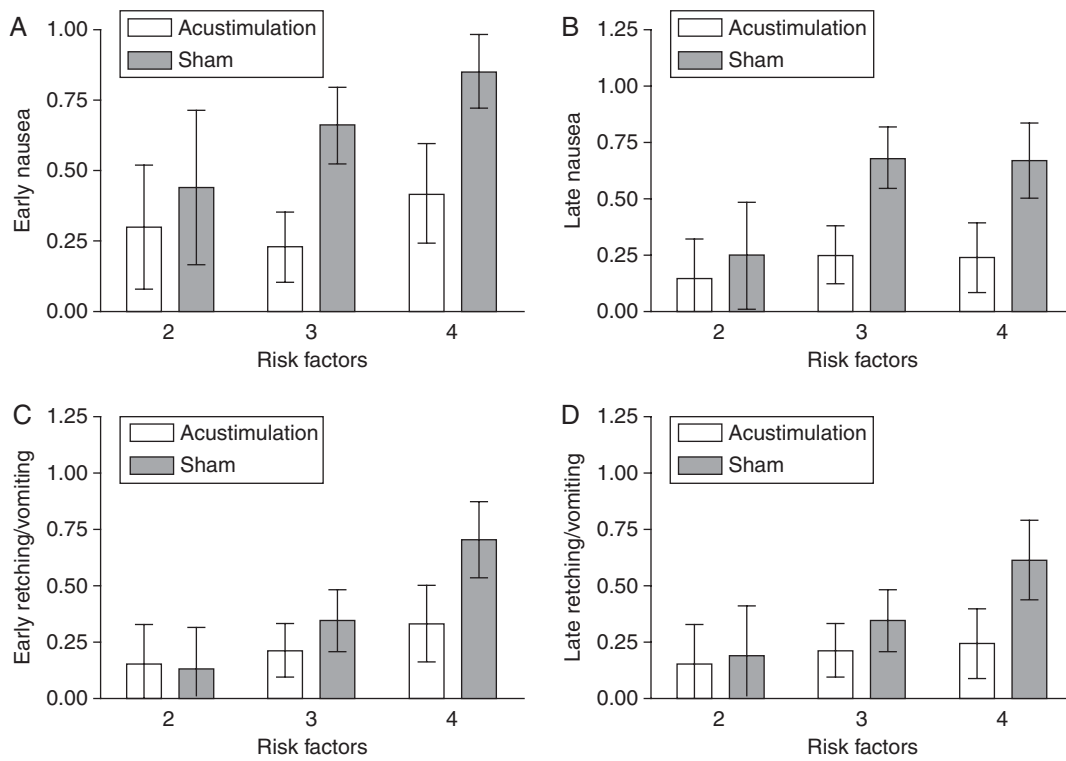 A
Acustimulation
Sham
Early nausea
1.00
0.75
0.50
0.25
0.00
2 3 4
Risk factors
B
Acustimulation
Sham
Late nausea
1.25
1.00
0.75
0.50
0.25
0.00
2 3 4
Risk factors
C
Acustimulation
Sham
Early retching/vomiting
1.25
1.00
0.75
0.50
0.25
0.00
2 3 4
Risk factors
D
Acustimulation
Sham
Late retching/vomiting
1.25
1.00
0.75
0.50
0.25
0.00
2 3 4
Risk factors